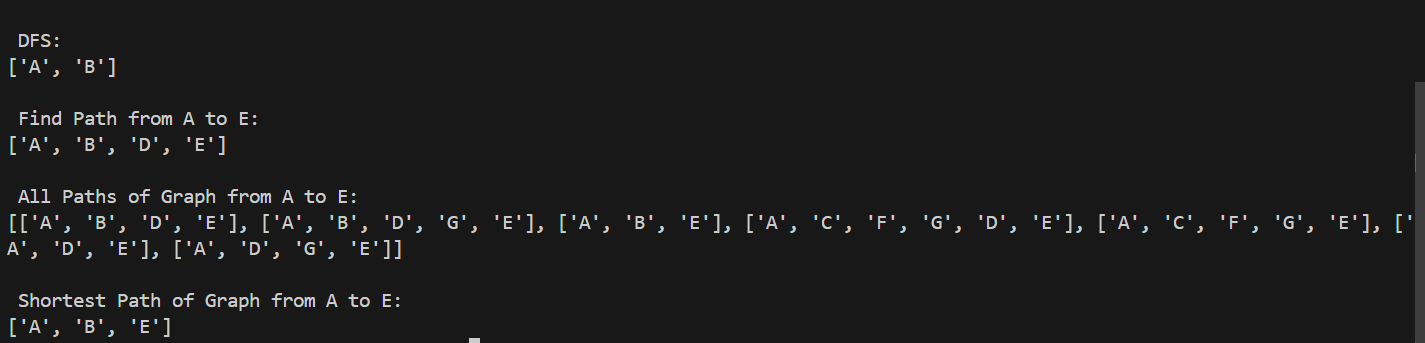 DFS:
['A', 'B']
Find Path from A to E:
['A', 'B', 'D', 'E']
All Paths of Graph from A to E:
[['A', 'B', 'D', 'E'], ['A', 'B', 'D', 'G', 'E'], ['A', 'B', 'E'], ['A', 'C', 'F', 'G', 'D', 'E'], ['A', 'C', 'F', 'G', 'E'], ['
A', 'D', 'E'], ['A', 'D', 'G', 'E']]
Shortest Path of Graph from A to E:
['A', 'B', 'E']